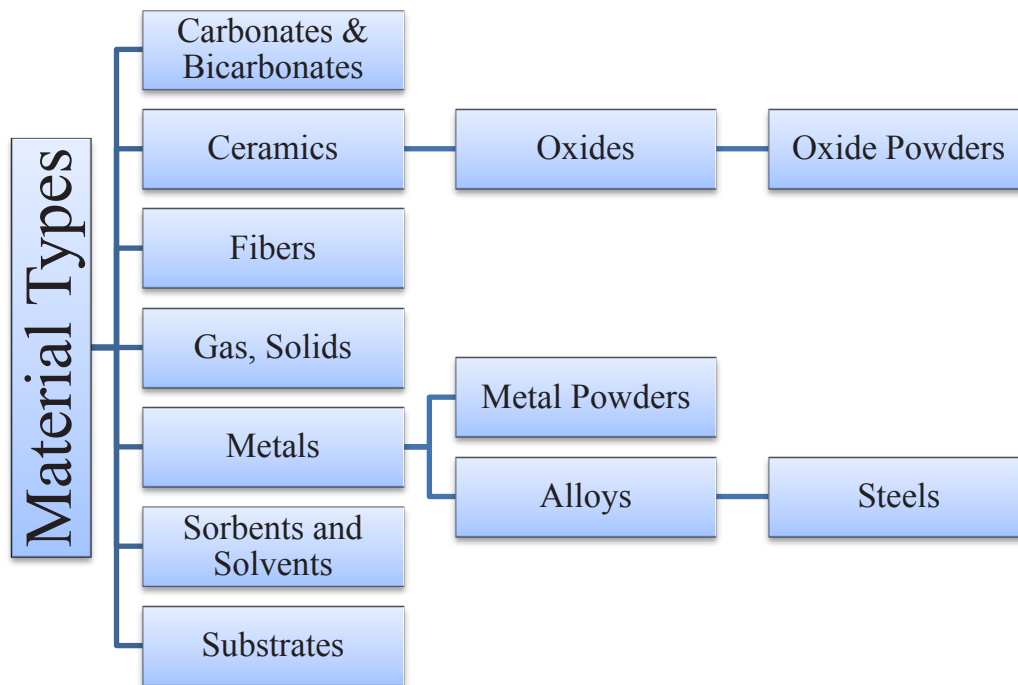 Material Types
Carbonates &
Bicarbonates
Ceramics
Oxides
Oxide Powders
Fibers
Gas, Solids
Metals
Metal Powders
Alloys
Steels
Sorbents and
Solvents
Substrates